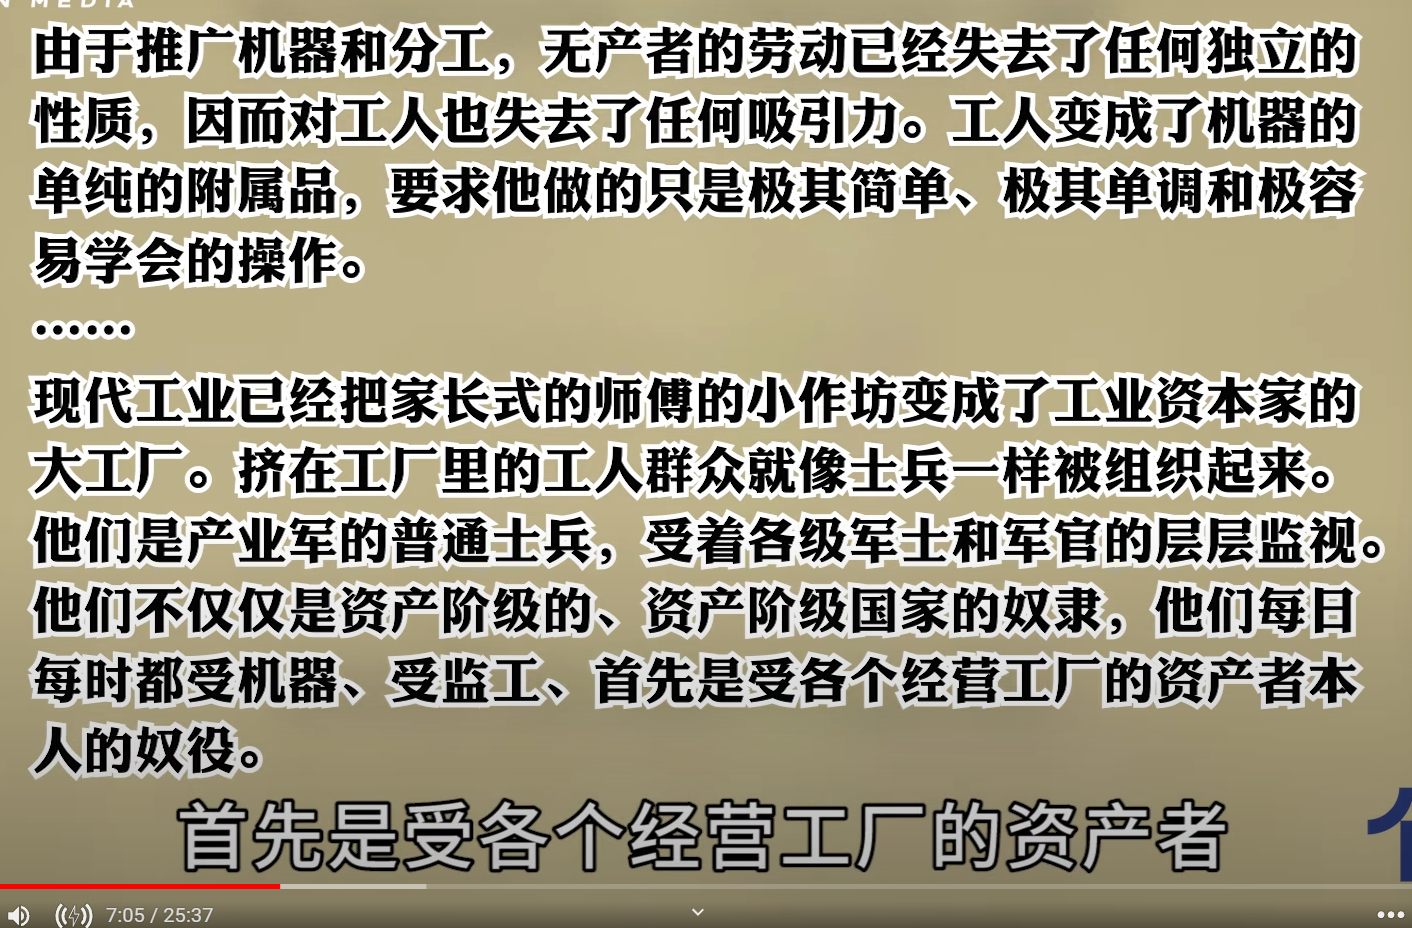 N MEDIA
由于推广机器和分工，无产者的劳动已经失去了任何独立的
性质，因而对工人也失去了任何吸引力。工人变成了机器的
单纯的附属品，要求他做的只是极其简单、极其单调和极容
易学会的操作。
……
现代工业已经把家长式的师傅的小作坊变成了工业资本家的
大工厂。挤在工厂里的工人群众就像士兵一样被组织起来。
他们是产业军的普通士兵，受着各级军士和军官的层层监视。
他们不仅仅是资产阶级的、资产阶级国家的奴隶，他们每日
每时都受机器、受监工、首先是受各个经营工厂的资产者本
人的奴役。
首先是受各个经营工厂的资产者
7:05 / 25:37